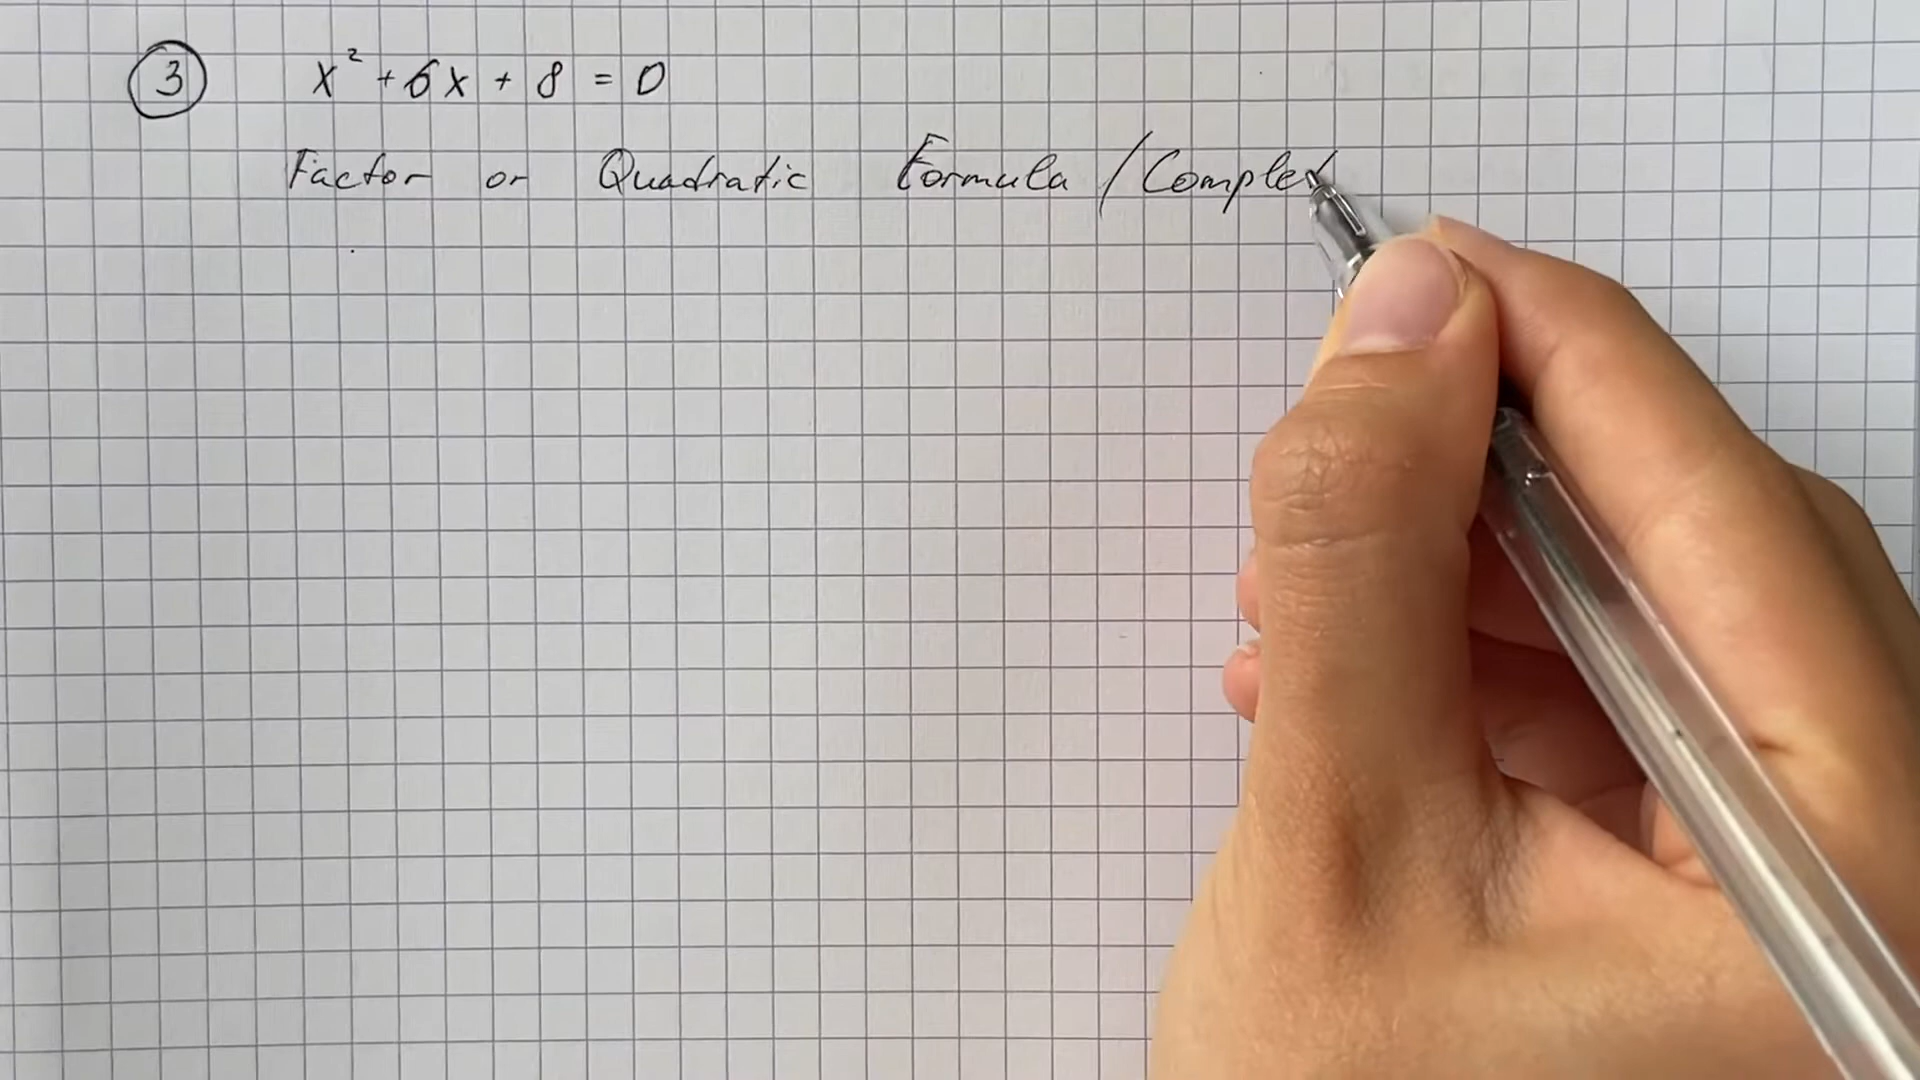 ③ x² + 6x + 8 = 0
Factor or Quadratic Formula / Complet